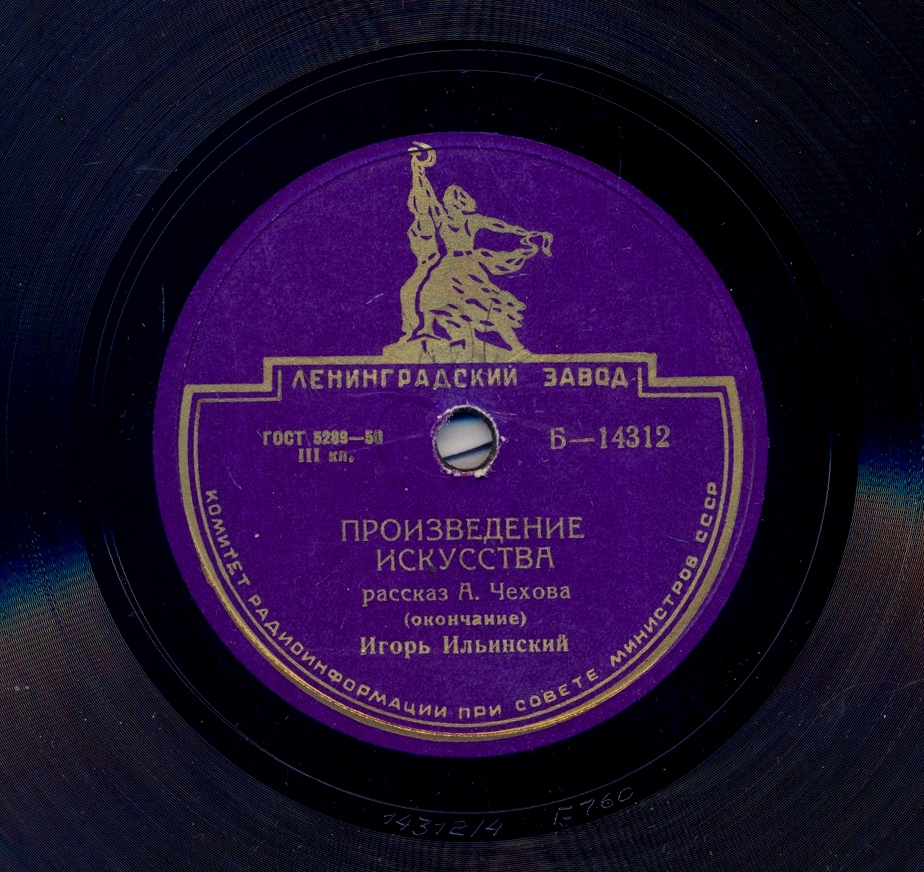 ЛЕНИНГРАДСКИЙ ЗАВОД
ГОСТ 5289—50
III кл.
Б—14312
ПРОИЗВЕДЕНИЕ
ИСКУССТВА
рассказ А. Чехова
(окончание)
Игорь Ильинский
КОМИТЕТ РАДИОИНФОРМАЦИИ ПРИ СОВЕТЕ МИНИСТРОВ СССР
14312/4